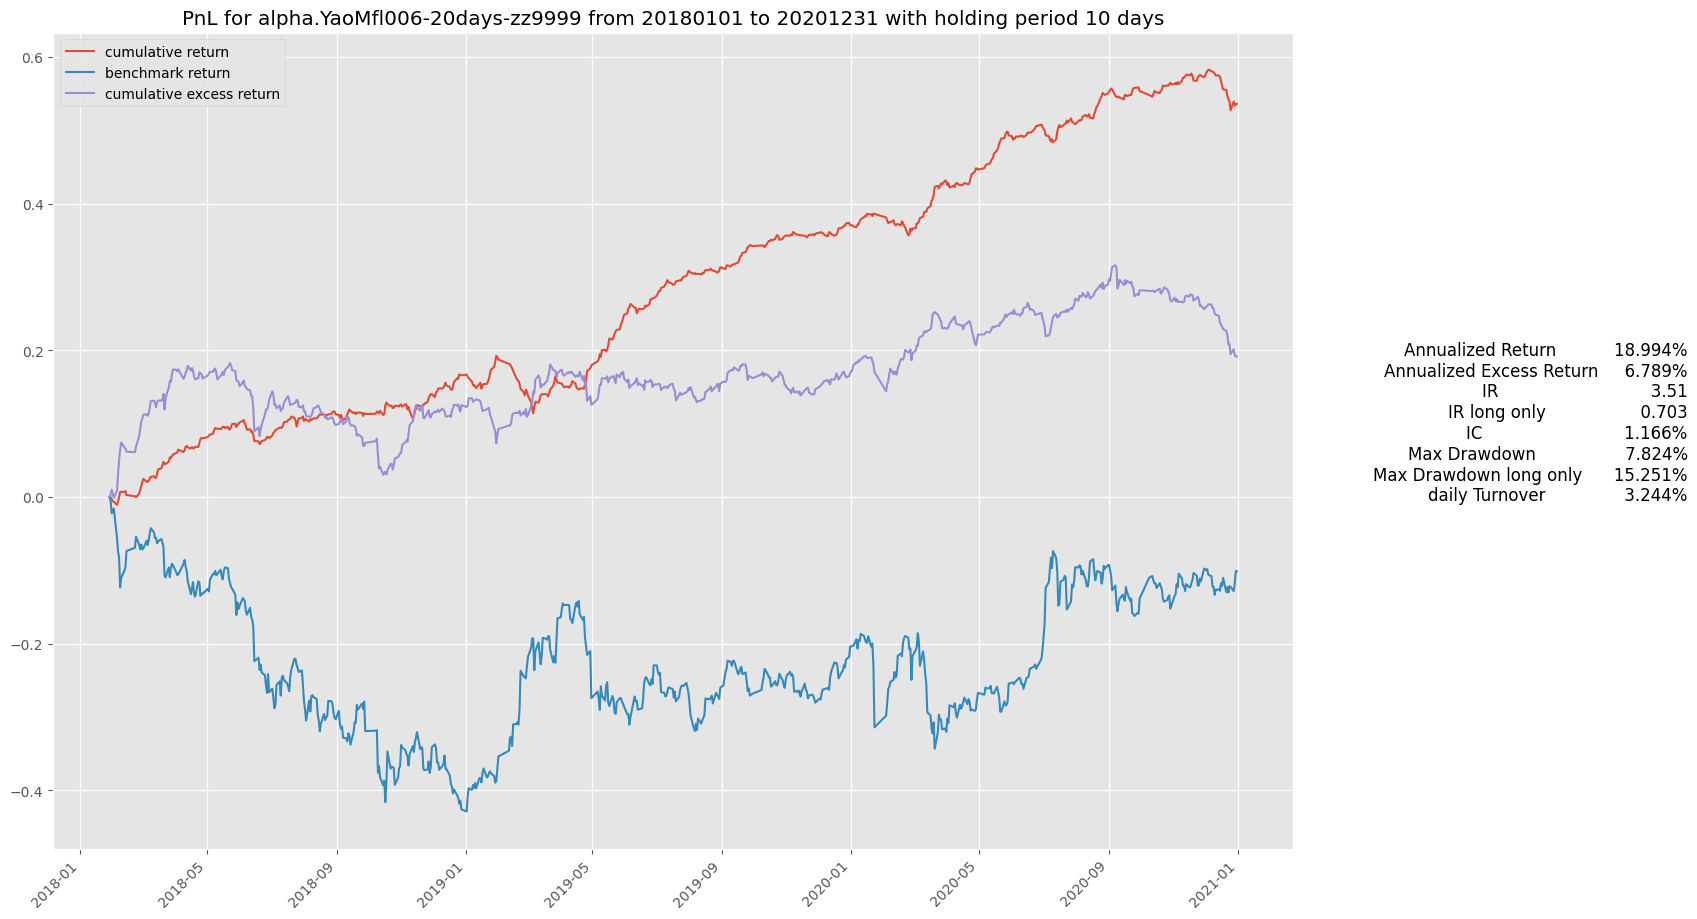 PnL for alpha.YaoMfl006-20days-zz9999 from 20180101 to 20201231 with holding period 10 days
cumulative return
benchmark return
cumulative excess return
0.6
0.4
0.2
0.0
−0.2
−0.4
2018-01
2018-05
2018-09
2019-01
2019-05
2019-09
2020-01
2020-05
2020-09
2021-01
Annualized Return 18.994%
Annualized Excess Return 6.789%
IR 3.51
IR long only 0.703
IC 1.166%
Max Drawdown 7.824%
Max Drawdown long only 15.251%
daily Turnover 3.244%